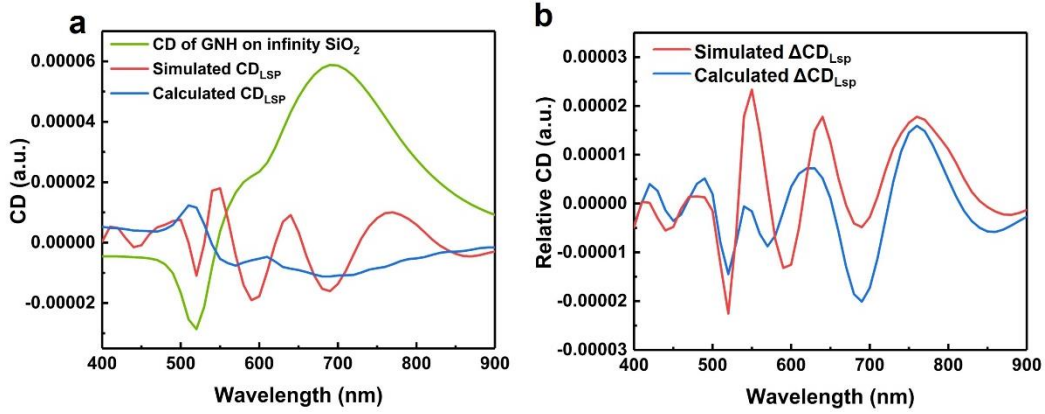 a
CD of GNH on infinity SiO₂
Simulated CD_LSP
Calculated CD_LSP
0.00006
0.00004
0.00002
0.00000
-0.00002
CD (a.u.)
400 500 600 700 800 900
Wavelength (nm)
b
Simulated ΔCD_Lsp
Calculated ΔCD_Lsp
0.00003
0.00002
0.00001
0.00000
-0.00001
-0.00002
-0.00003
Relative CD (a.u.)
400 500 600 700 800 900
Wavelength (nm)